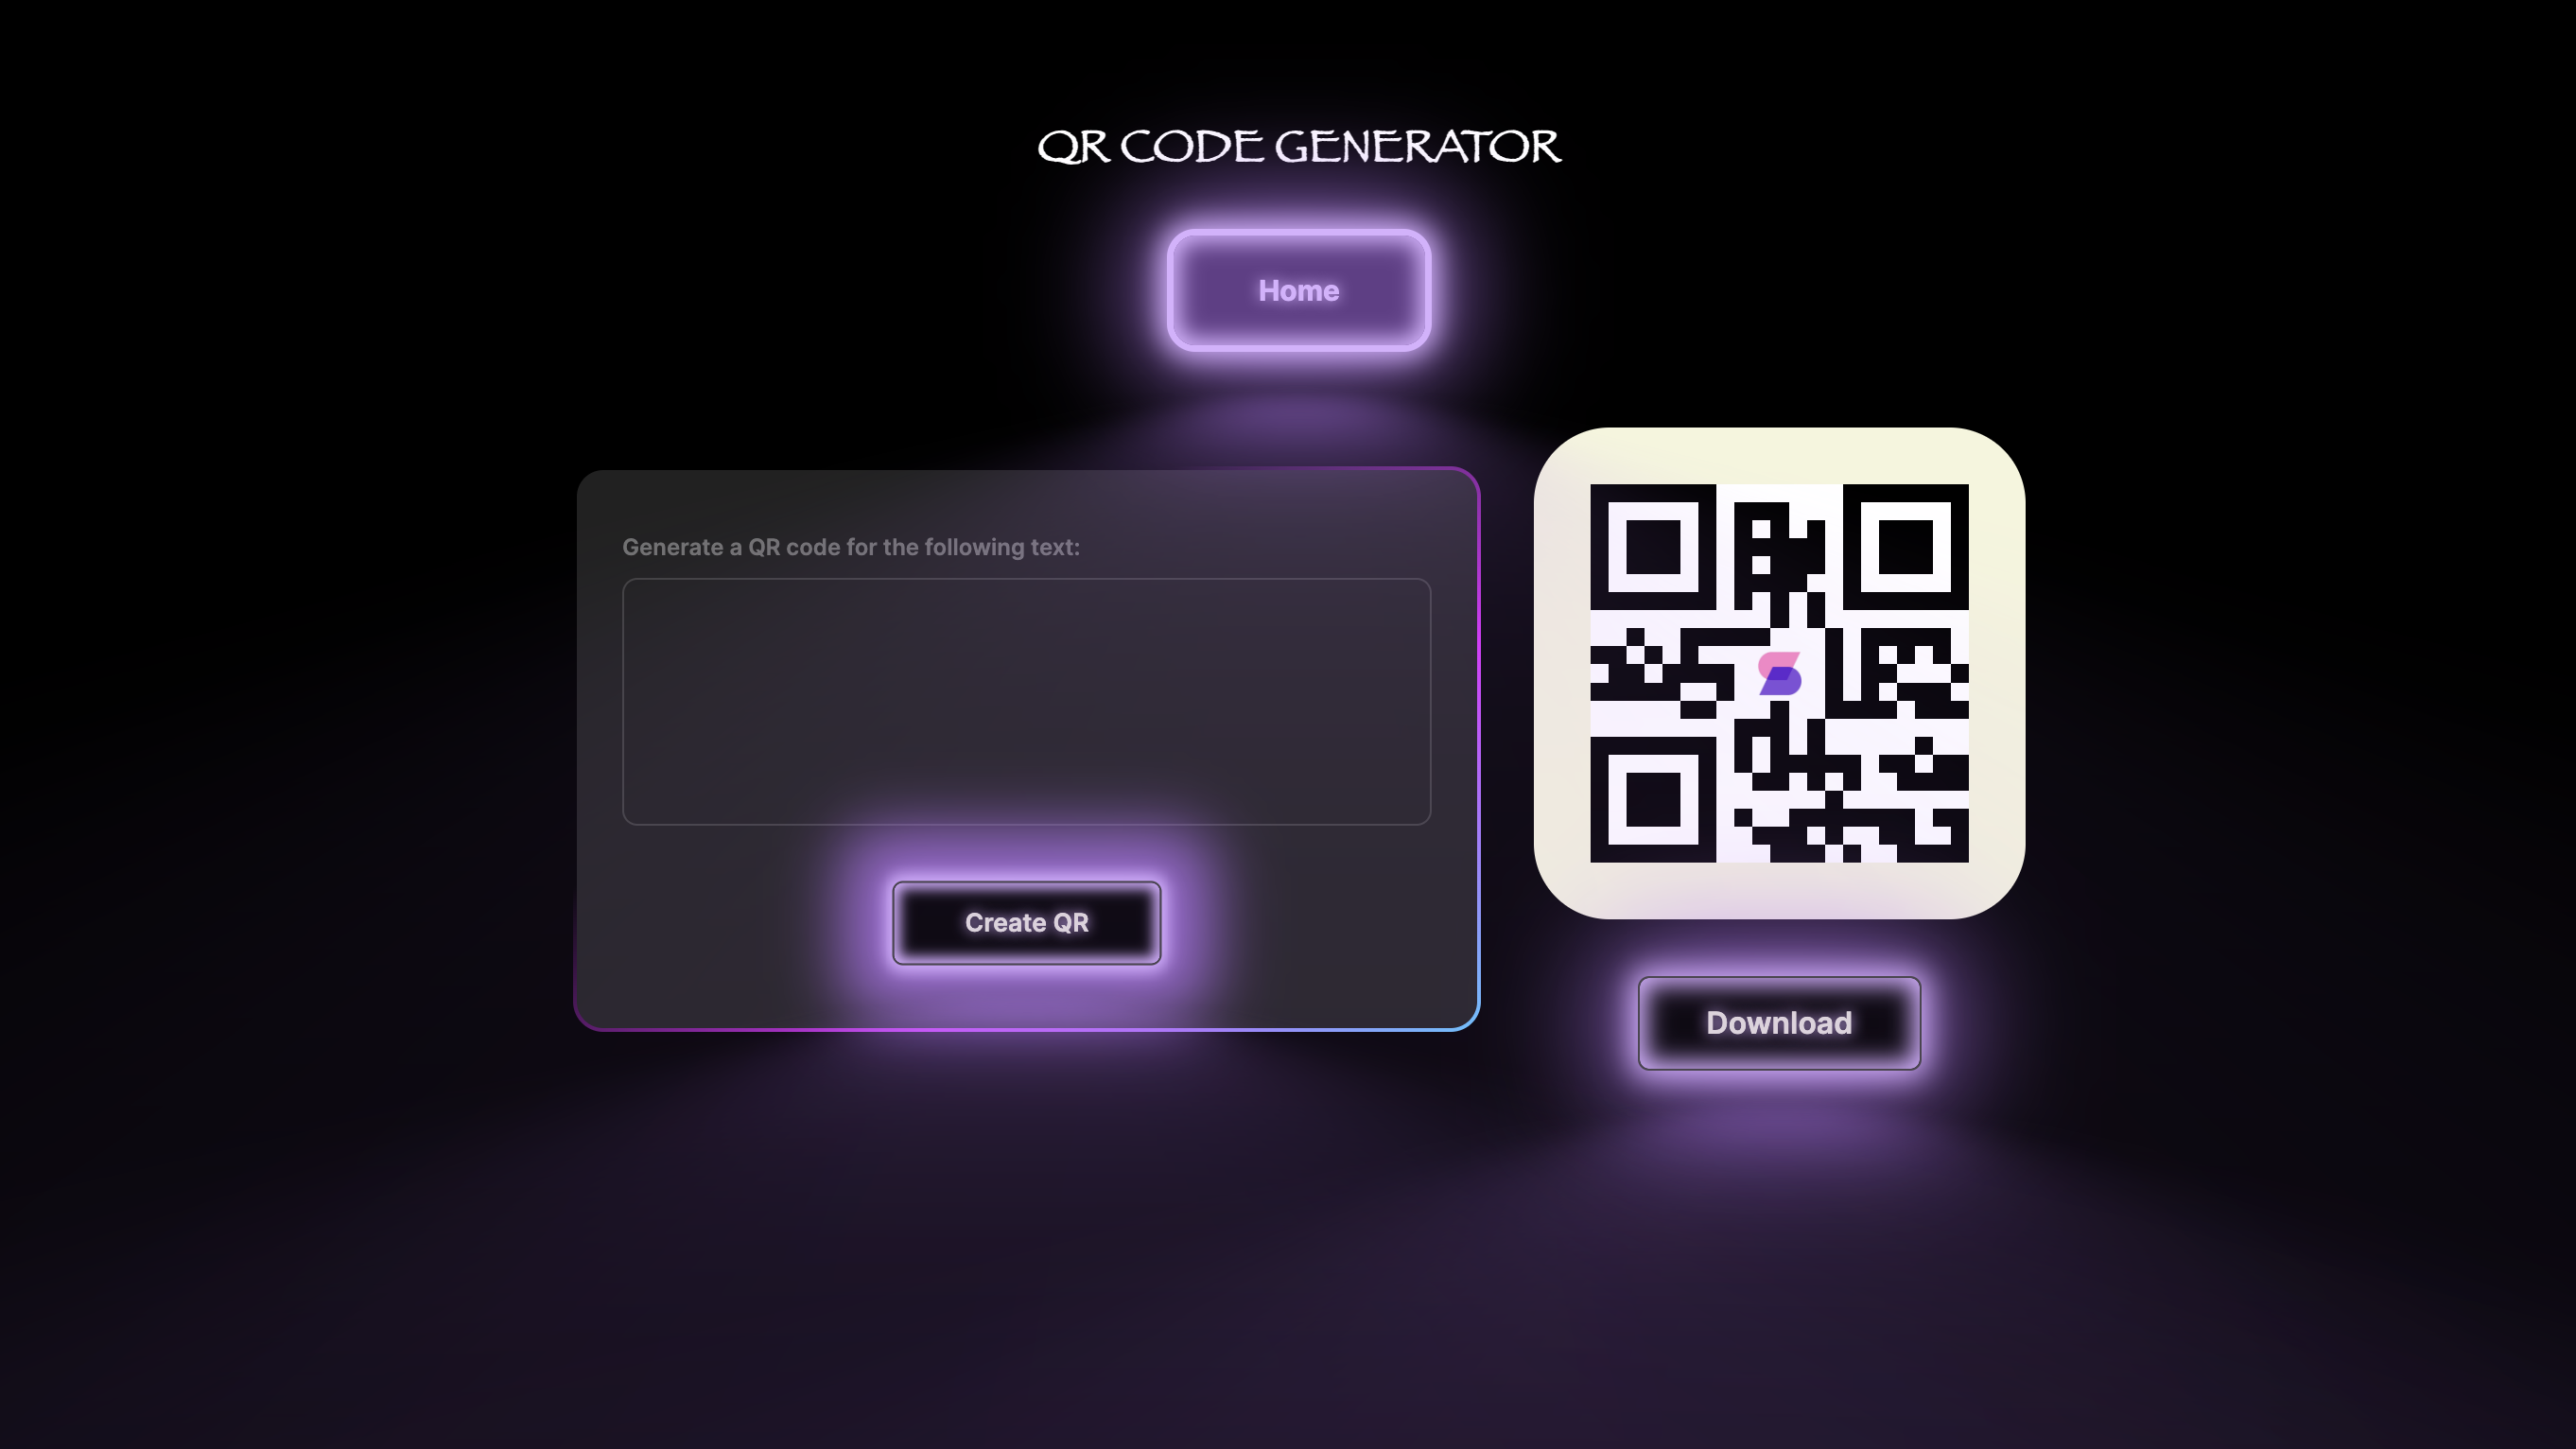 QR CODE GENERATOR
Home
Generate a QR code for the following text:
Create QR
Download